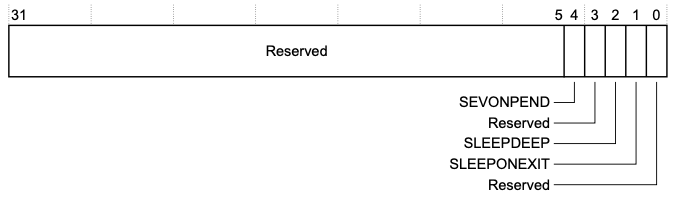 31 5 4 3 2 1 0
Reserved
SEVONPEND
Reserved
SLEEPDEEP
SLEEPONEXIT
Reserved